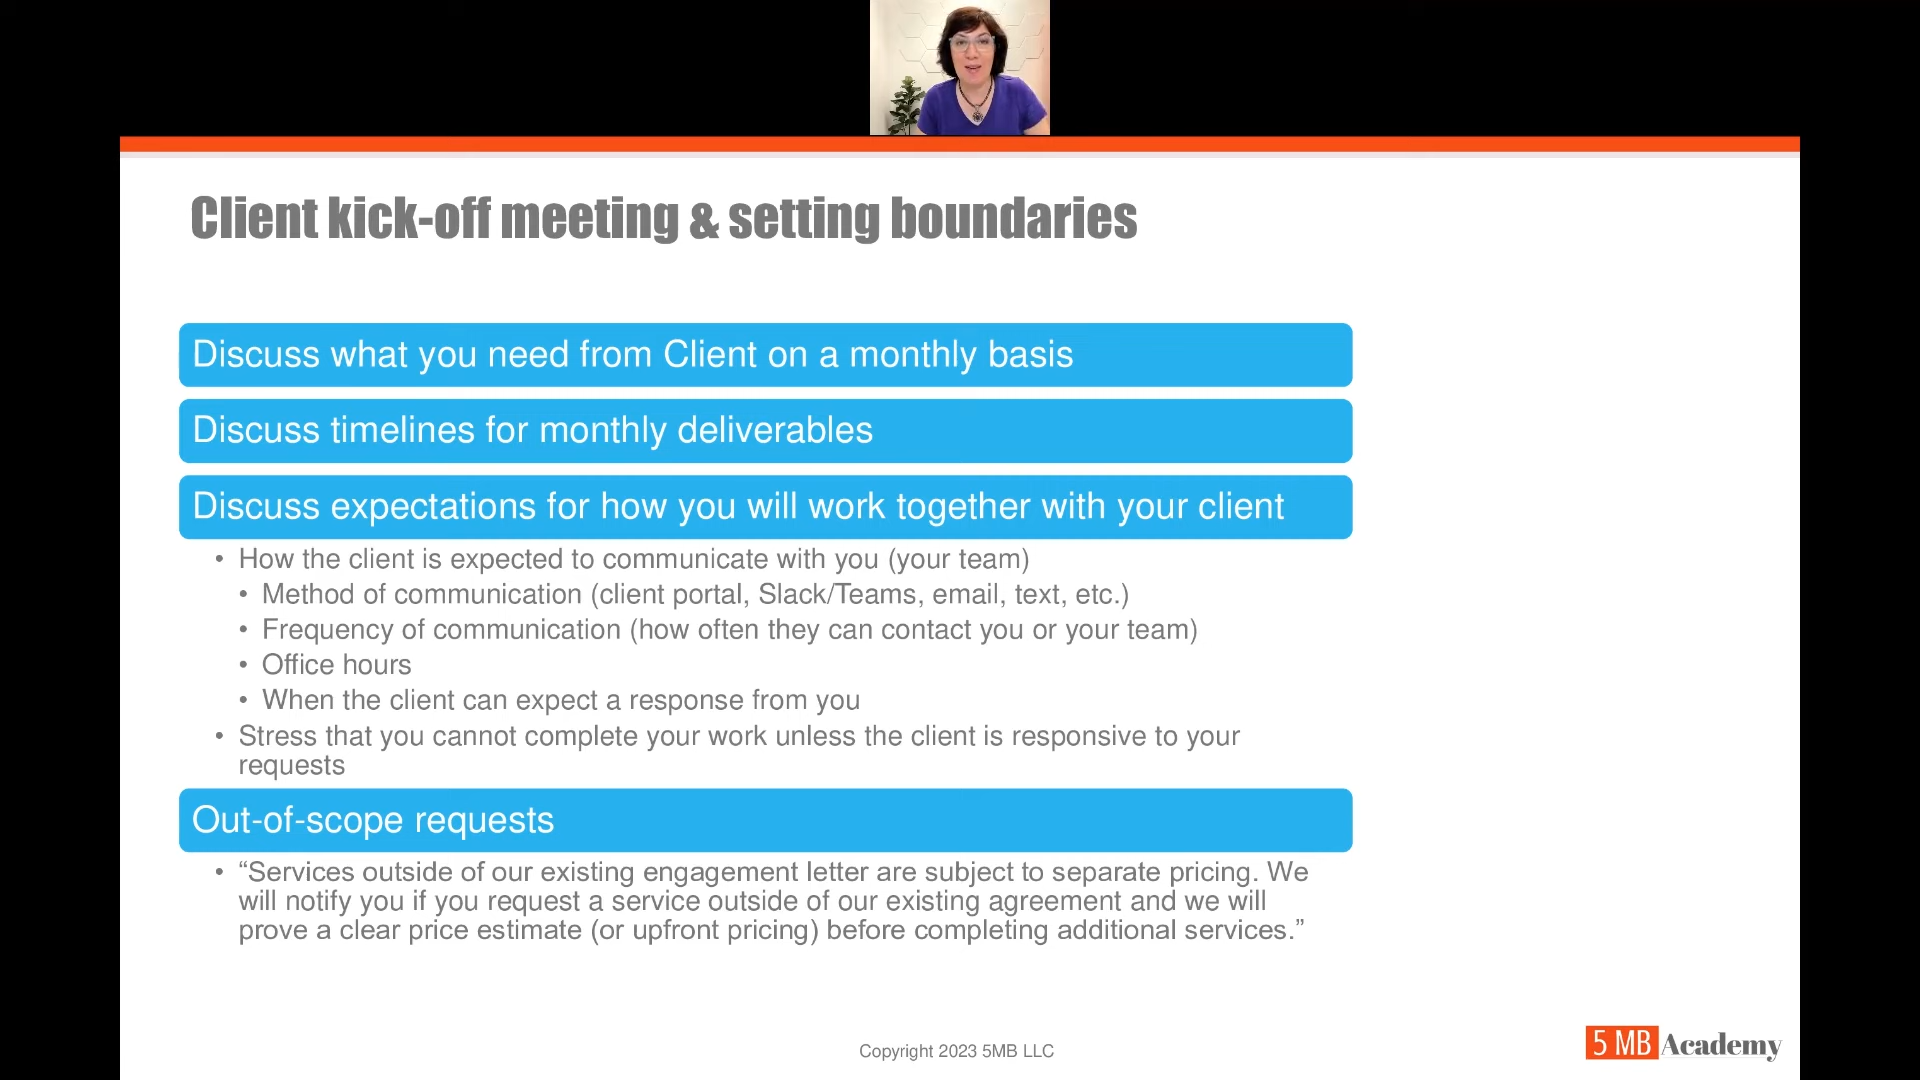 Client kick-off meeting & setting boundaries
Discuss what you need from Client on a monthly basis
Discuss timelines for monthly deliverables
Discuss expectations for how you will work together with your client
• How the client is expected to communicate with you (your team)
• Method of communication (client portal, Slack/Teams, email, text, etc.)
• Frequency of communication (how often they can contact you or your team)
• Office hours
• When the client can expect a response from you
• Stress that you cannot complete your work unless the client is responsive to your
requests
Out-of-scope requests
• “Services outside of our existing engagement letter are subject to separate pricing. We
will notify you if you request a service outside of our existing agreement and we will
prove a clear price estimate (or upfront pricing) before completing additional services.”
Copyright 2023 5MB LLC
5 MB Academy